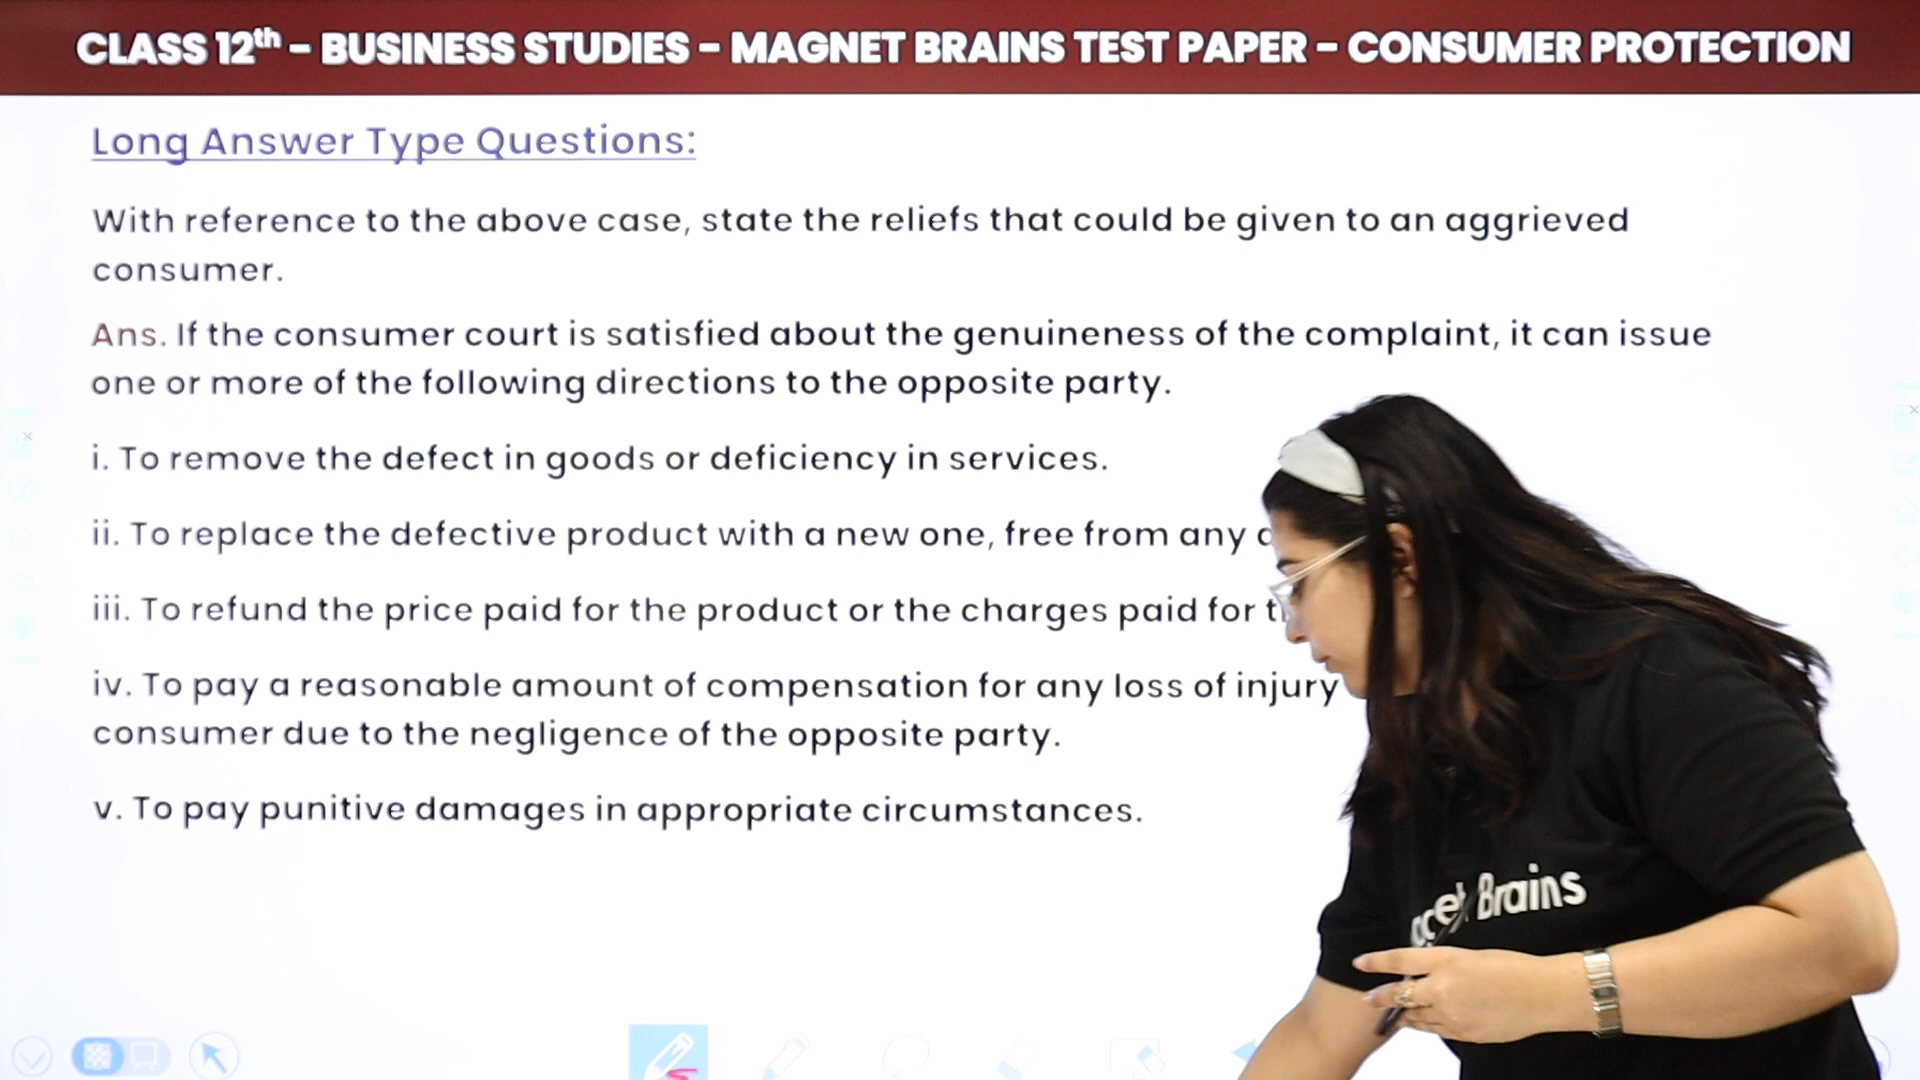 CLASS 12th – BUSINESS STUDIES – MAGNET BRAINS TEST PAPER – CONSUMER PROTECTION
Long Answer Type Questions:
With reference to the above case, state the reliefs that could be given to an aggrieved
consumer.
Ans. If the consumer court is satisfied about the genuineness of the complaint, it can issue
one or more of the following directions to the opposite party.
i. To remove the defect in goods or deficiency in services.
ii. To replace the defective product with a new one, free from any
iii. To refund the price paid for the product or the charges paid for
iv. To pay a reasonable amount of compensation for any loss of injury
consumer due to the negligence of the opposite party.
v. To pay punitive damages in appropriate circumstances.
Brains